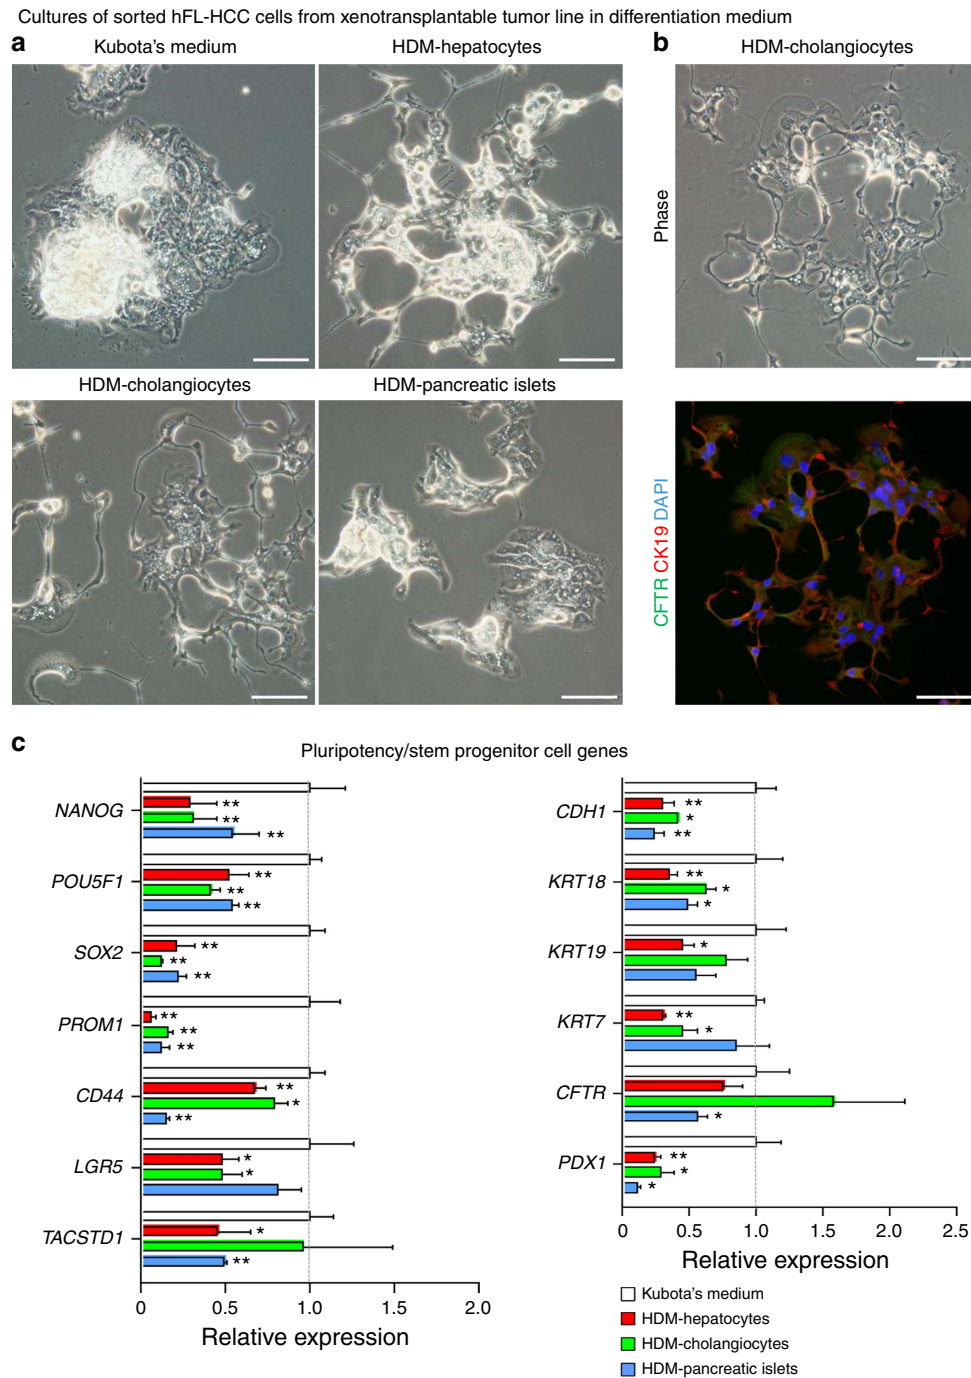 Cultures of sorted hFL-HCC cells from xenotransplantable tumor line in differentiation medium
a
Kubota's medium
HDM-hepatocytes
HDM-cholangiocytes
HDM-pancreatic islets
b
HDM-cholangiocytes
Phase
CFTR CK19 DAPI
c
Pluripotency/stem progenitor cell genes
NANOG
**
**
**
POU5F1
**
**
**
SOX2
**
**
**
PROM1
**
**
**
CD44
**
*
**
LGR5
*
*
TACSTD1
*
**
0 0.5 1.0 1.5 2.0
Relative expression
CDH1
**
*
**
KRT18
**
*
*
KRT19
*
KRT7
**
*
CFTR
*
PDX1
**
*
*
0 0.5 1.0 1.5 2.0 2.5
Relative expression
Kubota's medium
HDM-hepatocytes
HDM-cholangiocytes
HDM-pancreatic islets